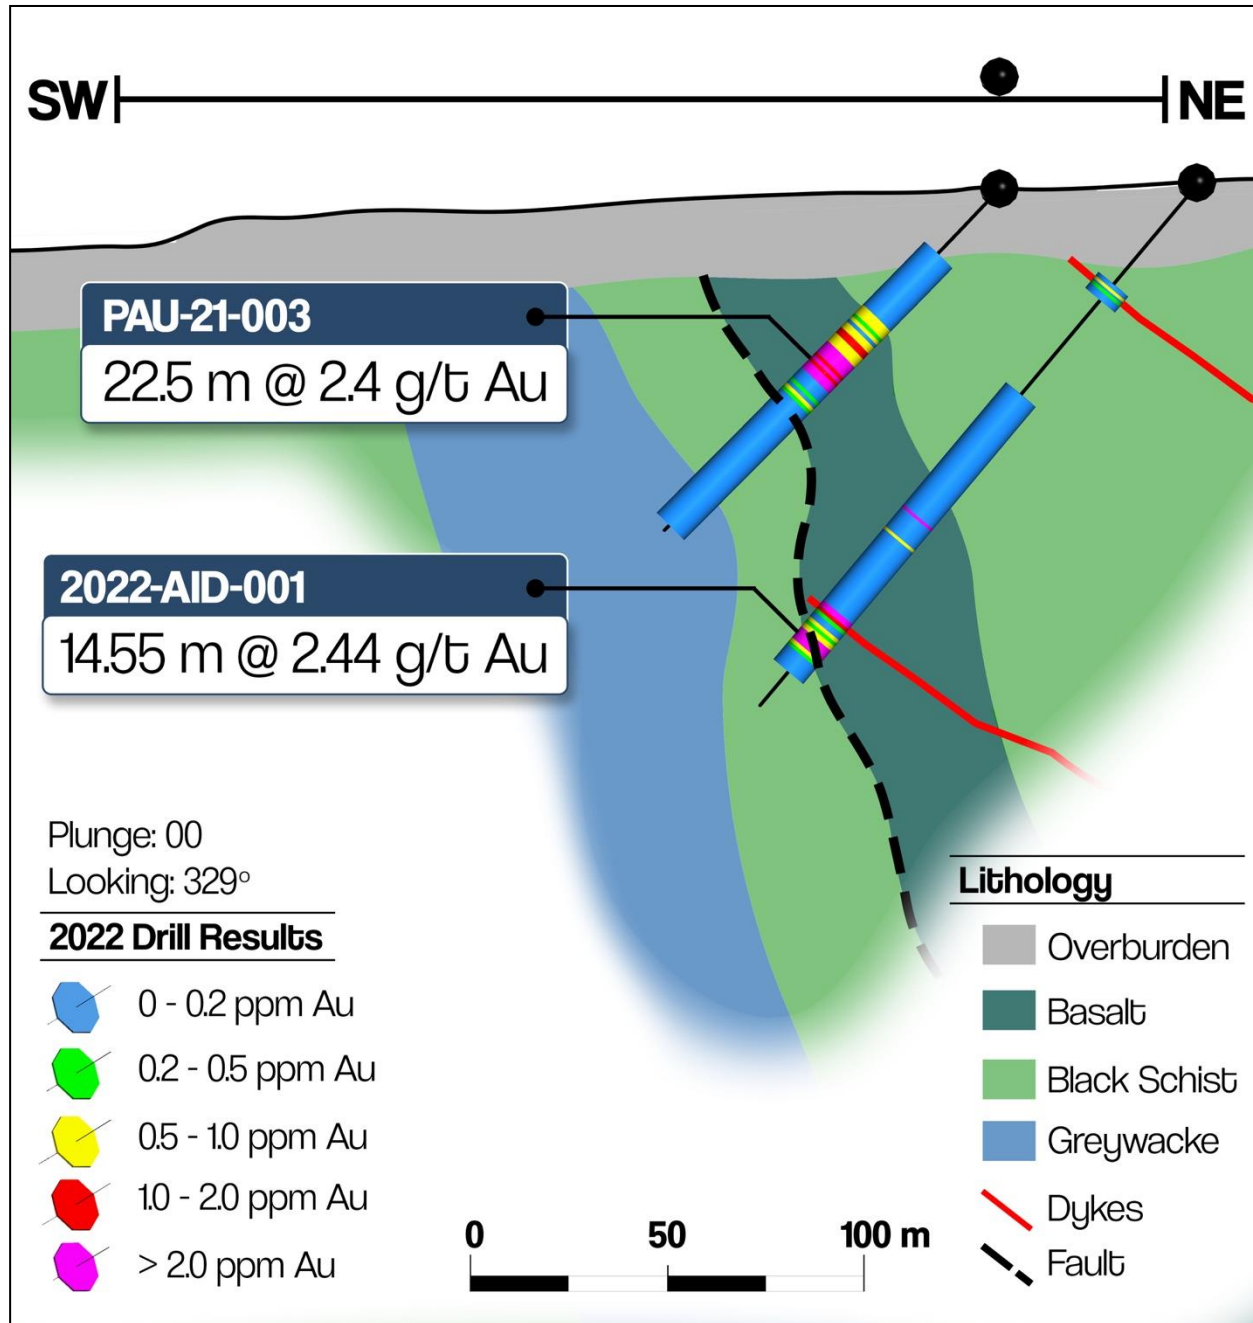 SW
NE
PAU-21-003
22.5 m @ 2.4 g/t Au
2022-AID-001
14.55 m @ 2.44 g/t Au
Plunge: 00
Looking: 329°
2022 Drill Results
0 - 0.2 ppm Au
0.2 - 0.5 ppm Au
0.5 - 1.0 ppm Au
1.0 - 2.0 ppm Au
> 2.0 ppm Au
Lithology
Overburden
Basalt
Black Schist
Greywacke
Dykes
Fault
0 50 100 m